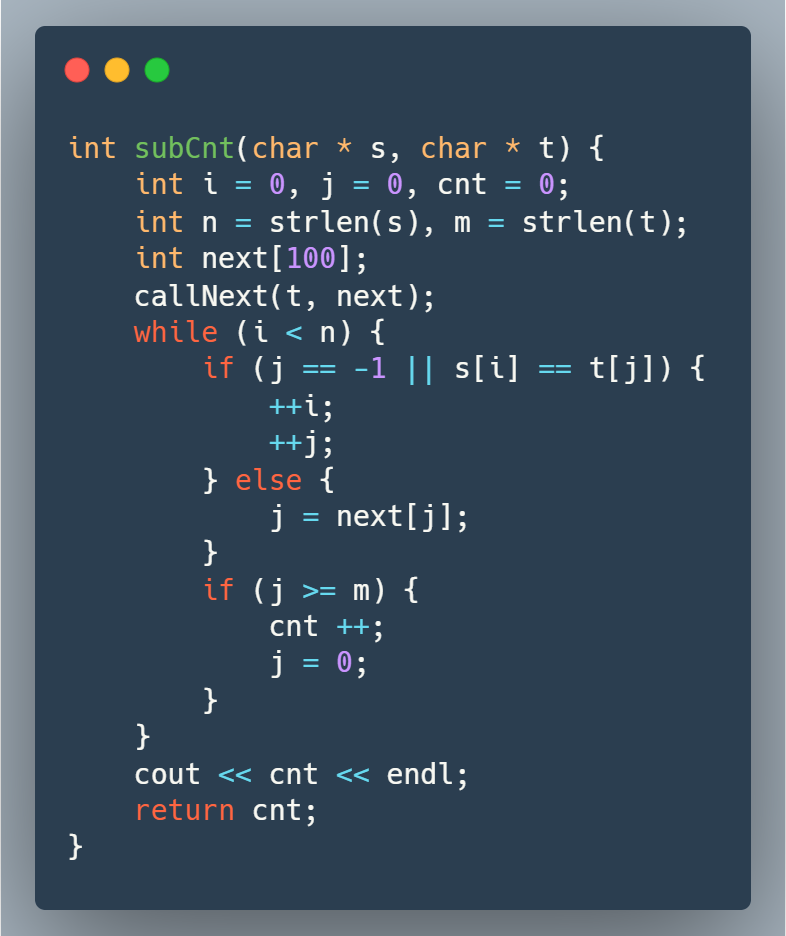 int subCnt(char * s, char * t) {
    int i = 0, j = 0, cnt = 0;
    int n = strlen(s), m = strlen(t);
    int next[100];
    callNext(t, next);
    while (i < n) {
        if (j == -1 || s[i] == t[j]) {
            ++i;
            ++j;
        } else {
            j = next[j];
        }
        if (j >= m) {
            cnt ++;
            j = 0;
        }
    }
    cout << cnt << endl;
    return cnt;
}